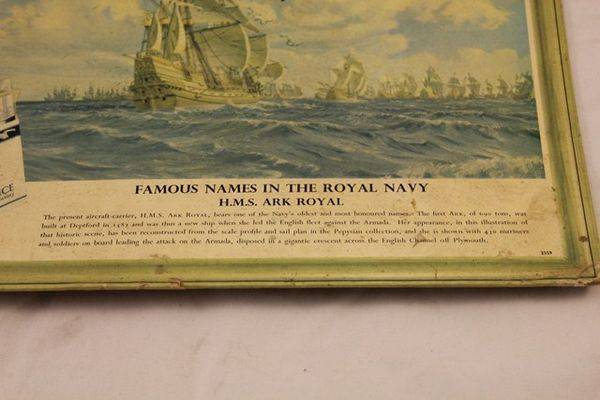 FAMOUS NAMES IN THE ROYAL NAVY
H.M.S. ARK ROYAL
The present aircraft-carrier, H.M.S. ARK ROYAL, bears one of the Navy's oldest and most honoured names. The first ARK, of 690 tons, was
built at Deptford in 1587 and was thus a new ship when she led the English fleet against the Armada. Her appearance, in this illustration of
that historic scene, has been reconstructed from the scale profile and sail plan in the Pepysian collection, and she is shown with 430 mariners
and soldiers on board leading the attack on the Armada, disposed in a gigantic crescent across the English Channel off Plymouth.